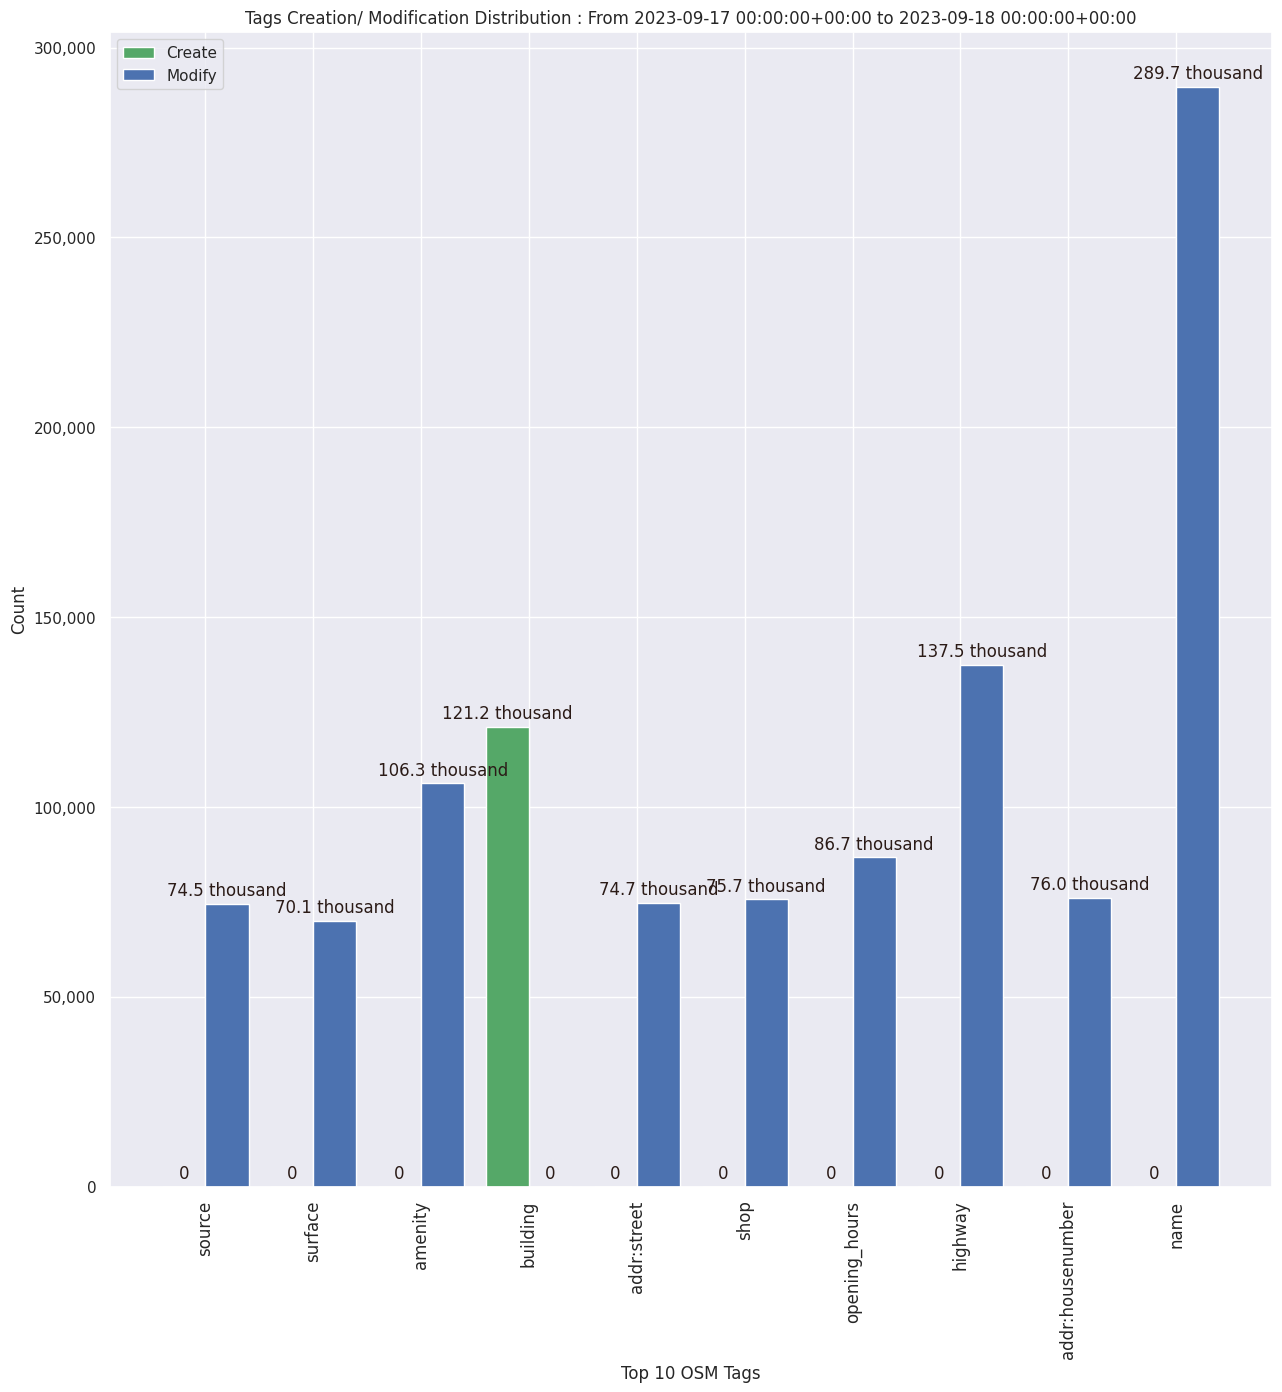 Tags Creation/ Modification Distribution : From 2023-09-17 00:00:00+00:00 to 2023-09-18 00:00:00+00:00
Create
Modify
300,000
250,000
200,000
150,000
100,000
50,000
0
Count
74.5 thousand
70.1 thousand
106.3 thousand
121.2 thousand
74.7 thousand
75.7 thousand
86.7 thousand
137.5 thousand
76.0 thousand
289.7 thousand
0
0
0
0
0
0
0
0
0
0
source
surface
amenity
building
addr:street
shop
opening_hours
highway
addr:housenumber
name
Top 10 OSM Tags